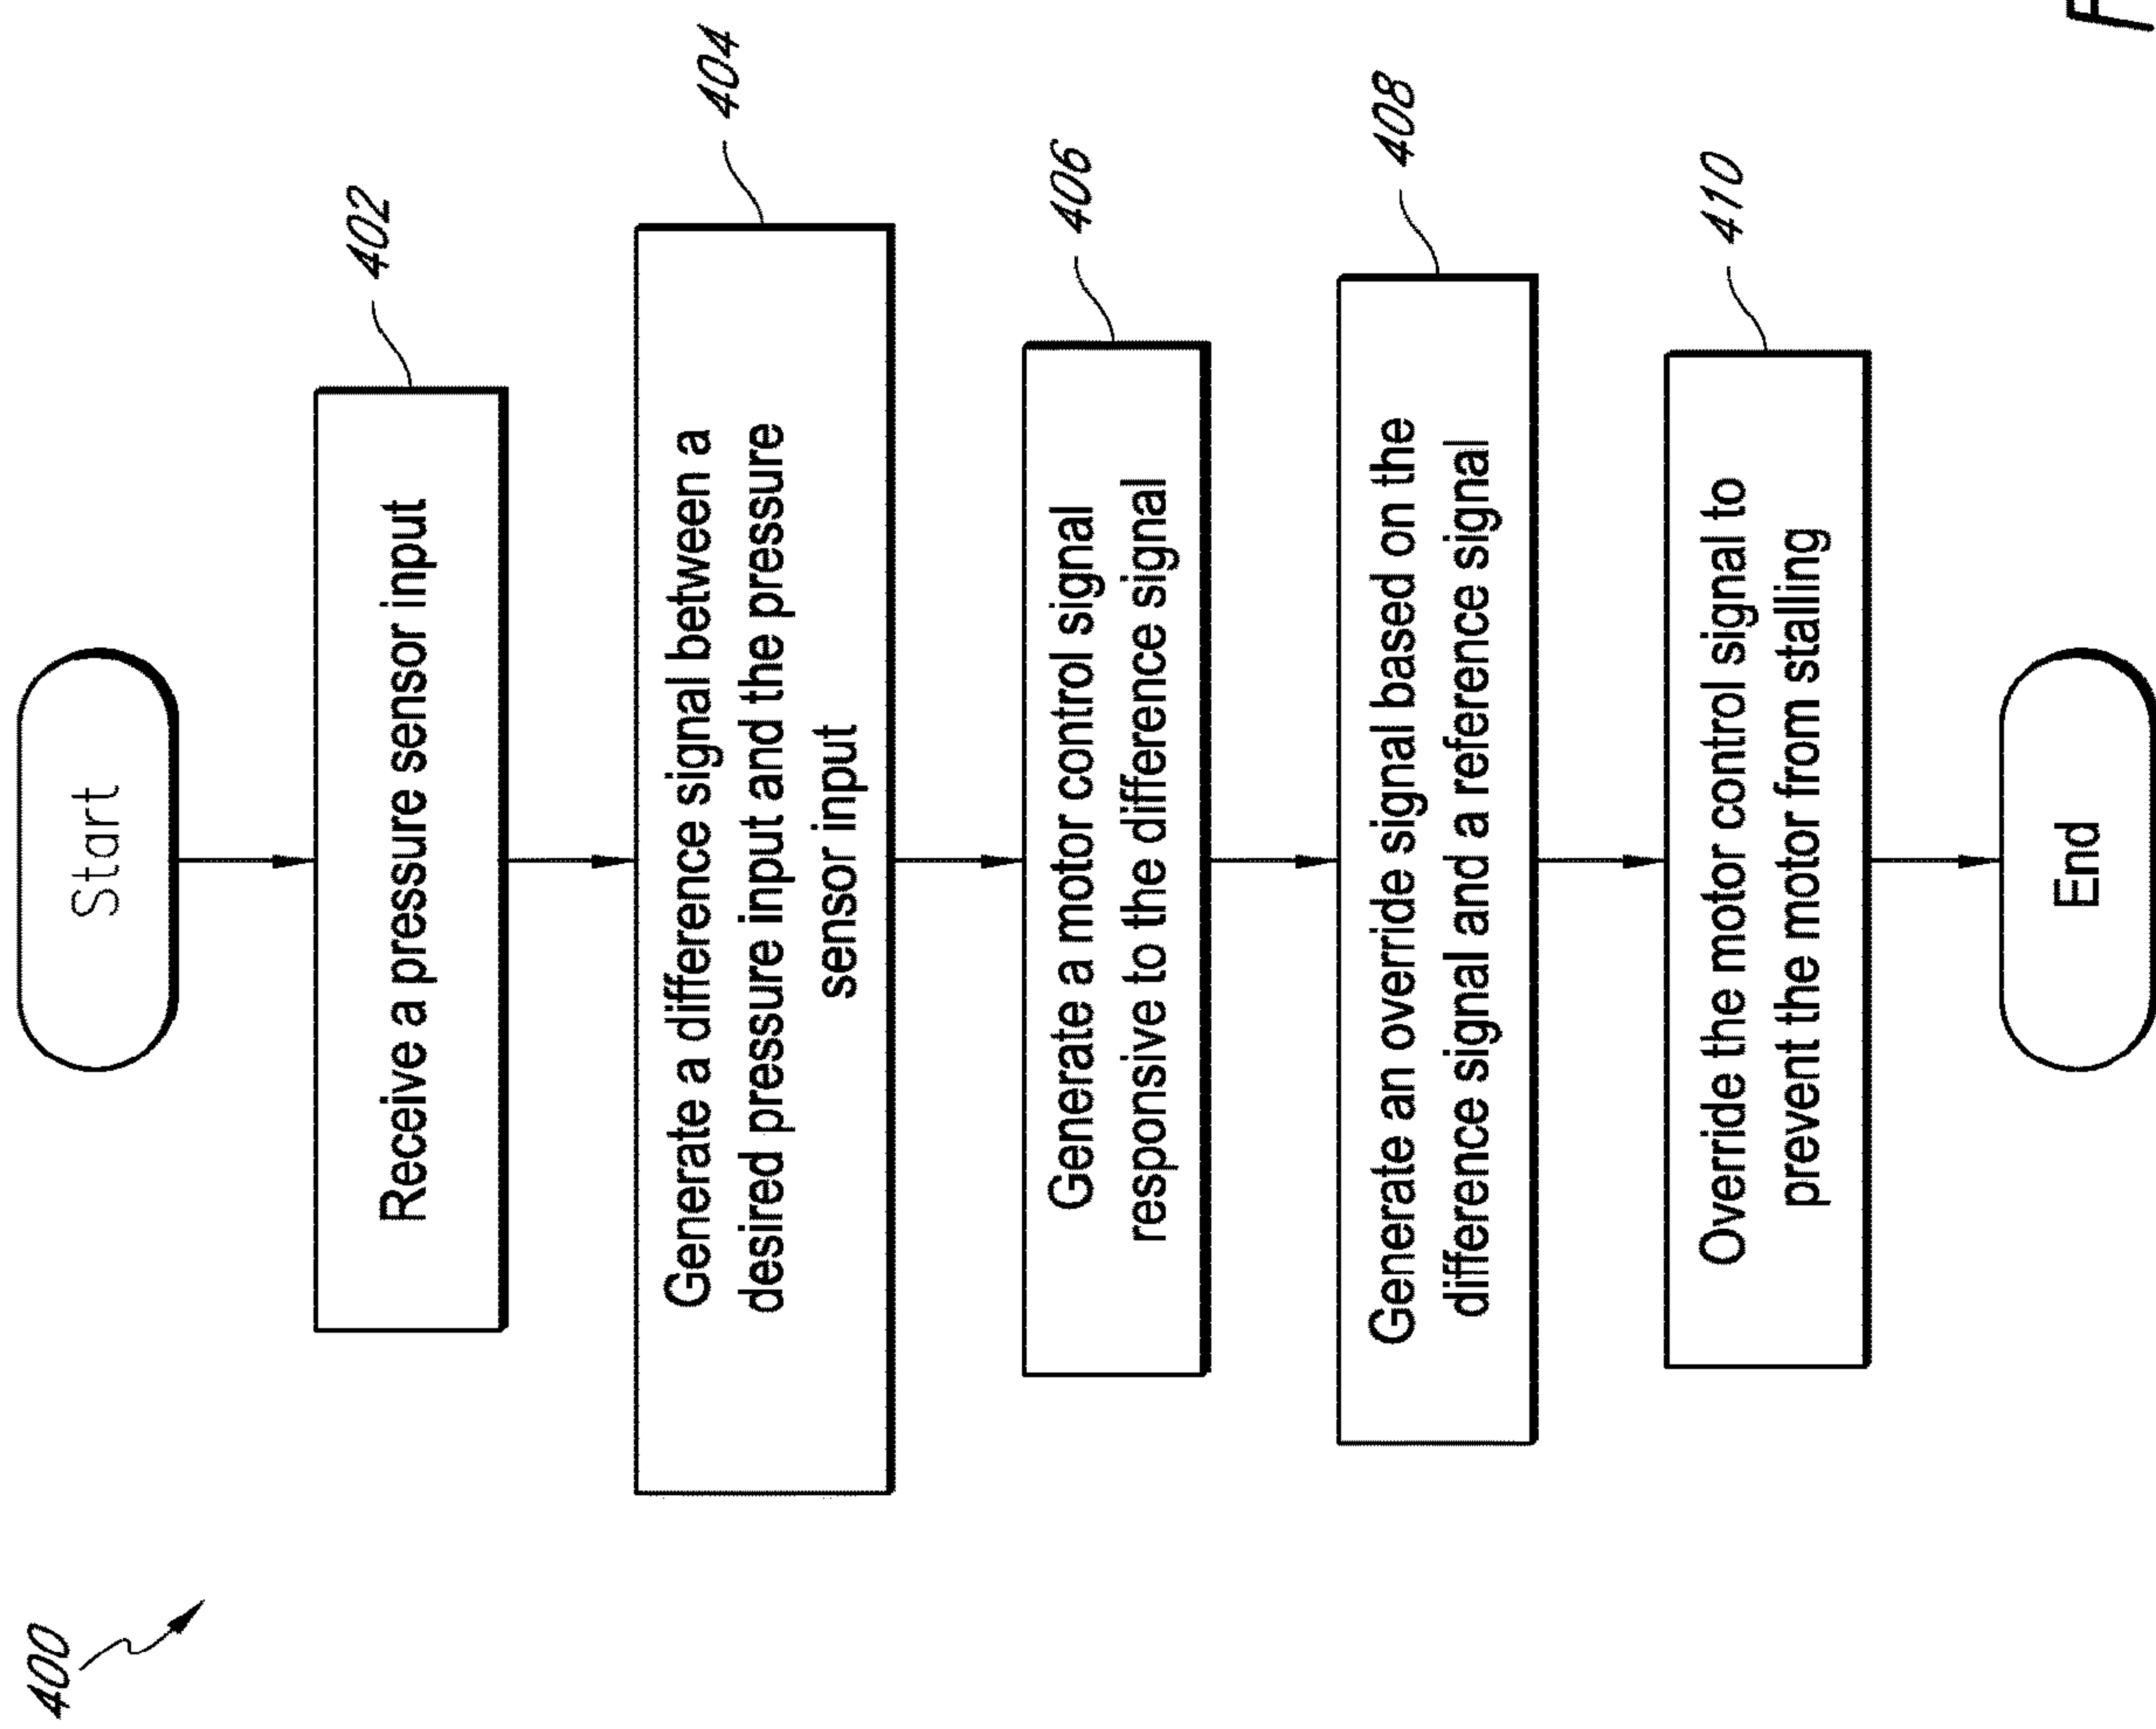 400
Start
Receive a pressure sensor input
402
Generate a difference signal between a
desired pressure input and the pressure
sensor input
404
Generate a motor control signal
responsive to the difference signal
406
Generate an override signal based on the
difference signal and a reference signal
408
Override the motor control signal to
prevent the motor from stalling
410
End